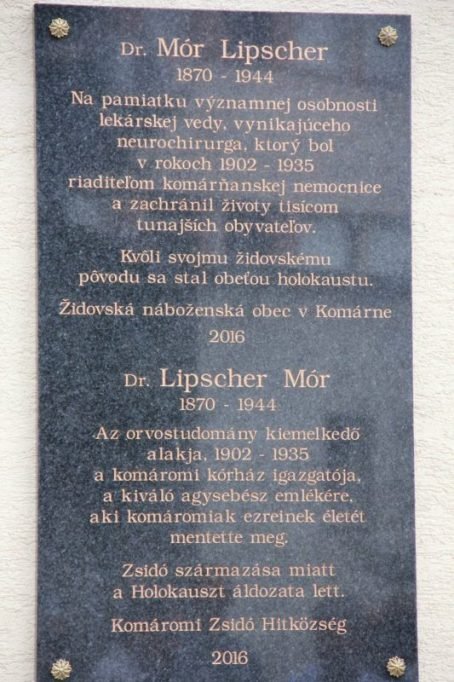 Dr. Mór Lipscher
1870 - 1944
Na pamiatku významnej osobnosti
lekárskej vedy, vynikajúceho
neurochirurga, ktorý bol
v rokoch 1902 - 1935
riaditeľom komárňanskej nemocnice
a zachránil životy tisícom
tunajších obyvateľov.
Kvôli svojmu židovskému
pôvodu sa stal obeťou holokaustu.
Židovská náboženská obec v Komárne
2016
Dr. Lipscher Mór
1870 - 1944
Az orvostudomány kiemelkedő
alakja, 1902 - 1935
a komáromi kórház igazgatója,
a kiváló agysebész emlékére,
aki komáromiak ezreinek életét
mentette meg.
Zsidó származása miatt
a Holokauszt áldozata lett.
Komáromi Zsidó Hitközség
2016